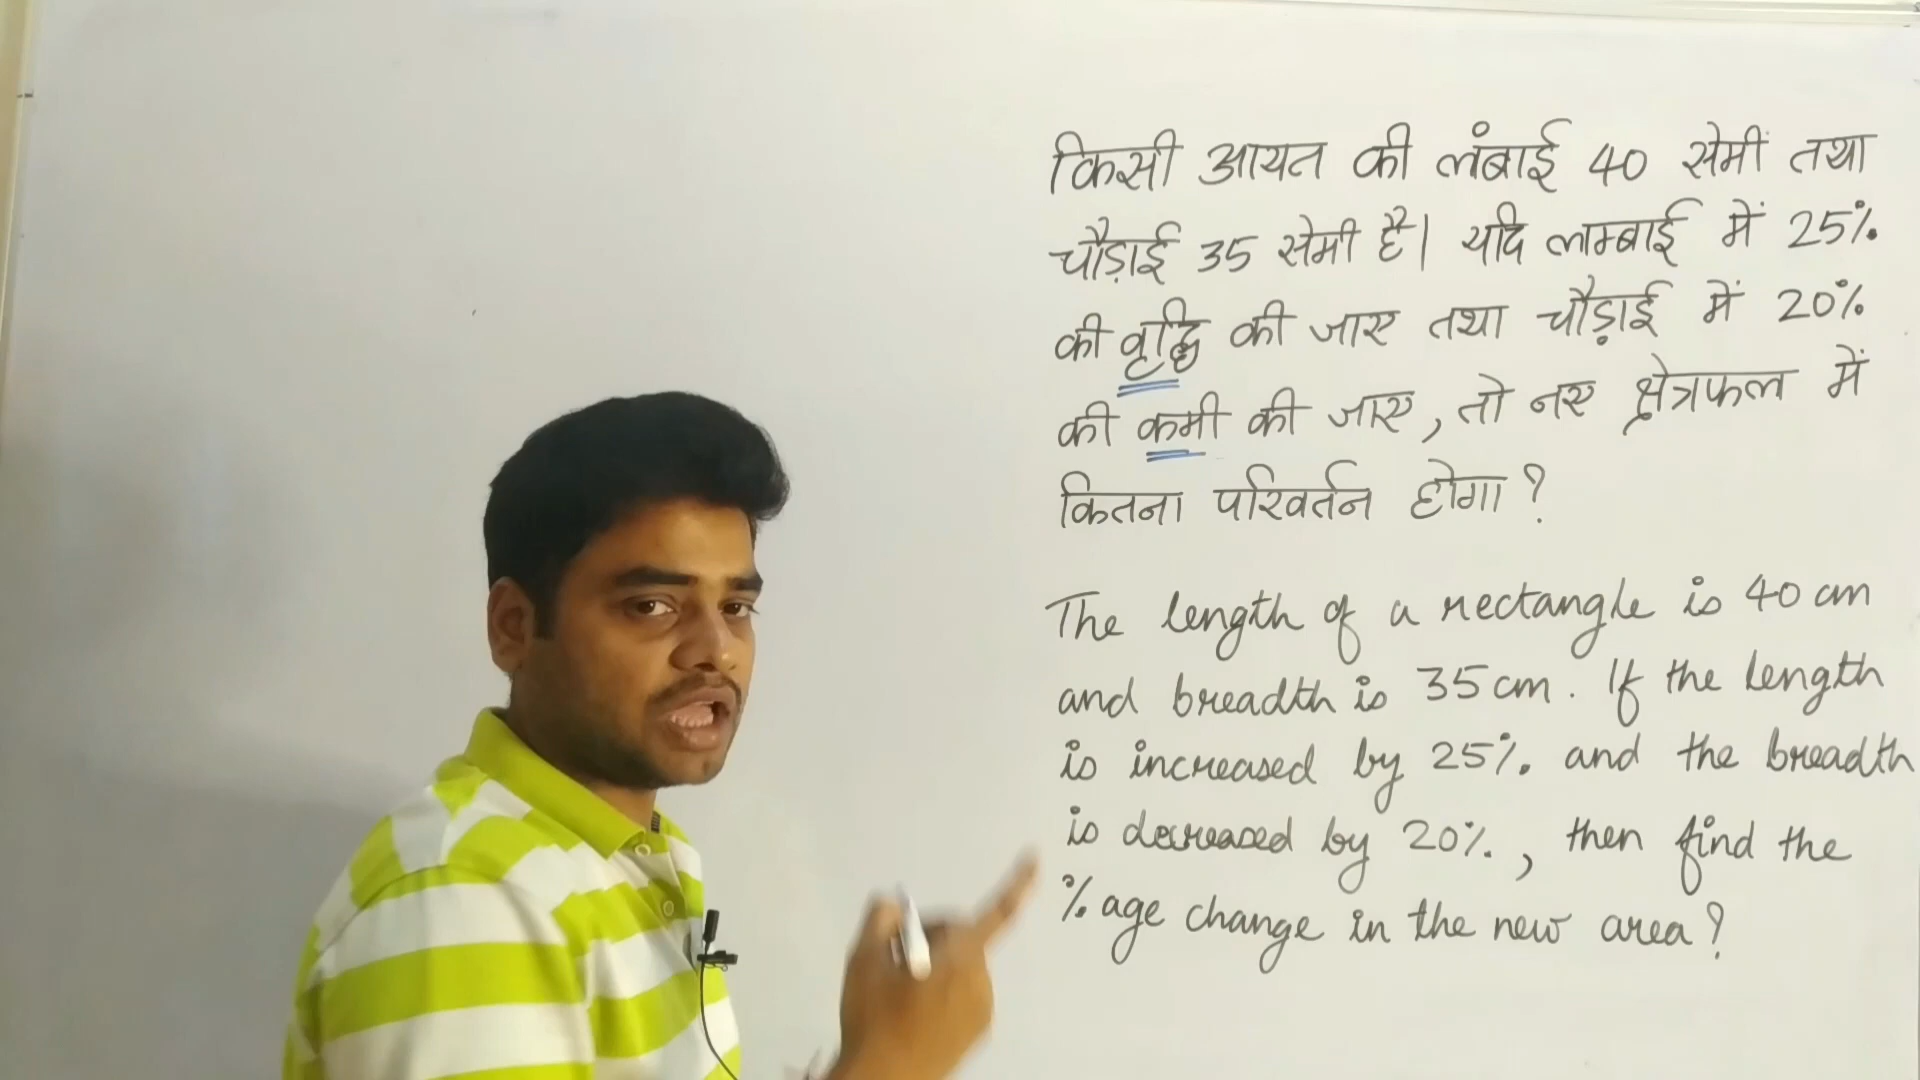 किसी आयत की लंबाई 40 सेमी तथा
चौड़ाई 35 सेमी है। यदि लाम्बाई में 25%
की वृद्धि की जाए तथा चौड़ाई में 20%
की कमी की जाए, तो नए क्षेत्रफल में
कितना परिवर्तन होगा?
The length of a rectangle is 40 cm
and breadth is 35 cm. If the length
is increased by 25% and the breadth
is decreased by 20%, then find the
%age change in the new area?